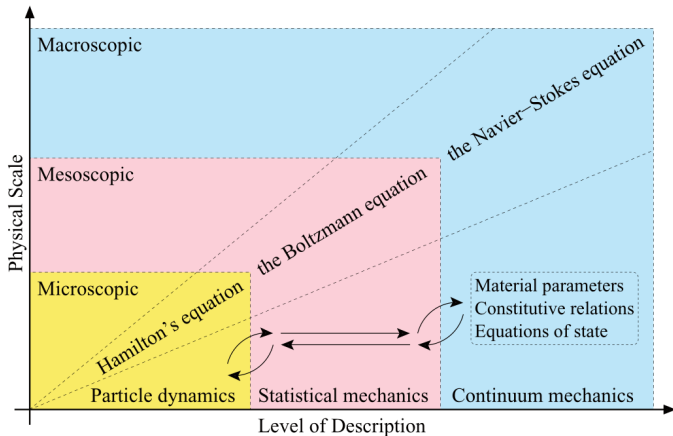 Macroscopic
the Navier–Stokes equation
Mesoscopic
the Boltzmann equation
Physical Scale
Microscopic
Hamilton's equation
Material parameters
Constitutive relations
Equations of state
Particle dynamics
Statistical mechanics
Continuum mechanics
Level of Description